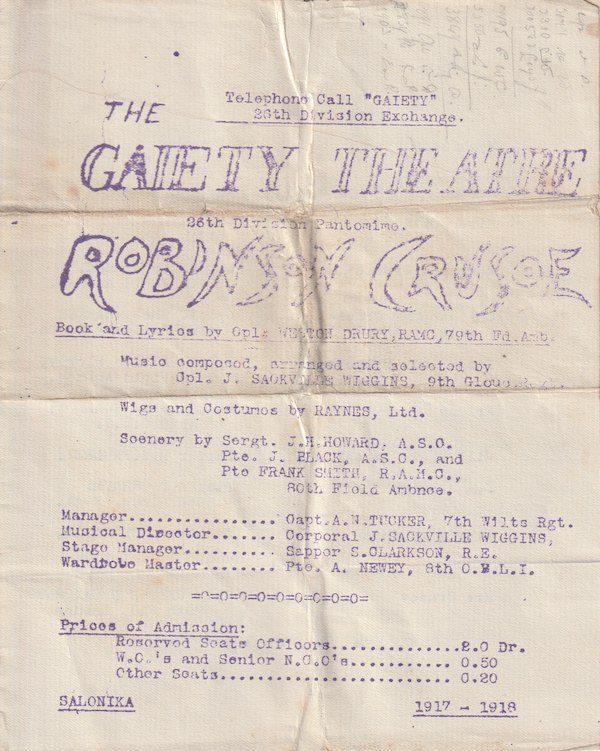 Telephone Call "GAIETY"
26th Division Exchange.
THE
GAIETY THEATRE
26th Division Pantomime.
ROBINSON CRUSOE
Book and Lyrics by Cpl. WESTON DRURY, RAMC, 79th Fd. Amb.
Music composed, arranged and selected by
Cpl. J. SACKVILLE WIGGINS, 9th Glouc.
Wigs and Costumes by RAYNES, Ltd.
Scenery by Sergt. J.H.HOWARD, A.S.C.
Pte. J. BLACK, A.S.C., and
Pte FRANK SMITH, R.A.M.C.,
80th Field Ambnce.
Manager................ Capt.A.N.TUCKER, 7th Wilts Rgt.
Musical Director....... Corporal J.SACKVILLE WIGGINS,
Stage Manager.......... Sapper S.CLARKSON, R.E.
Wardrobe Master........ Pte. A. NEWEY, 8th O.B.L.I.
=0=0=0=0=0=0=0=0=0=
Prices of Admission:
Reserved Seats Officers..............2.0 Dr.
W.O.'s and Senior N.C.O's............ 0.50
Other Seats.......................... 0.20
SALONIKA 1917 - 1918